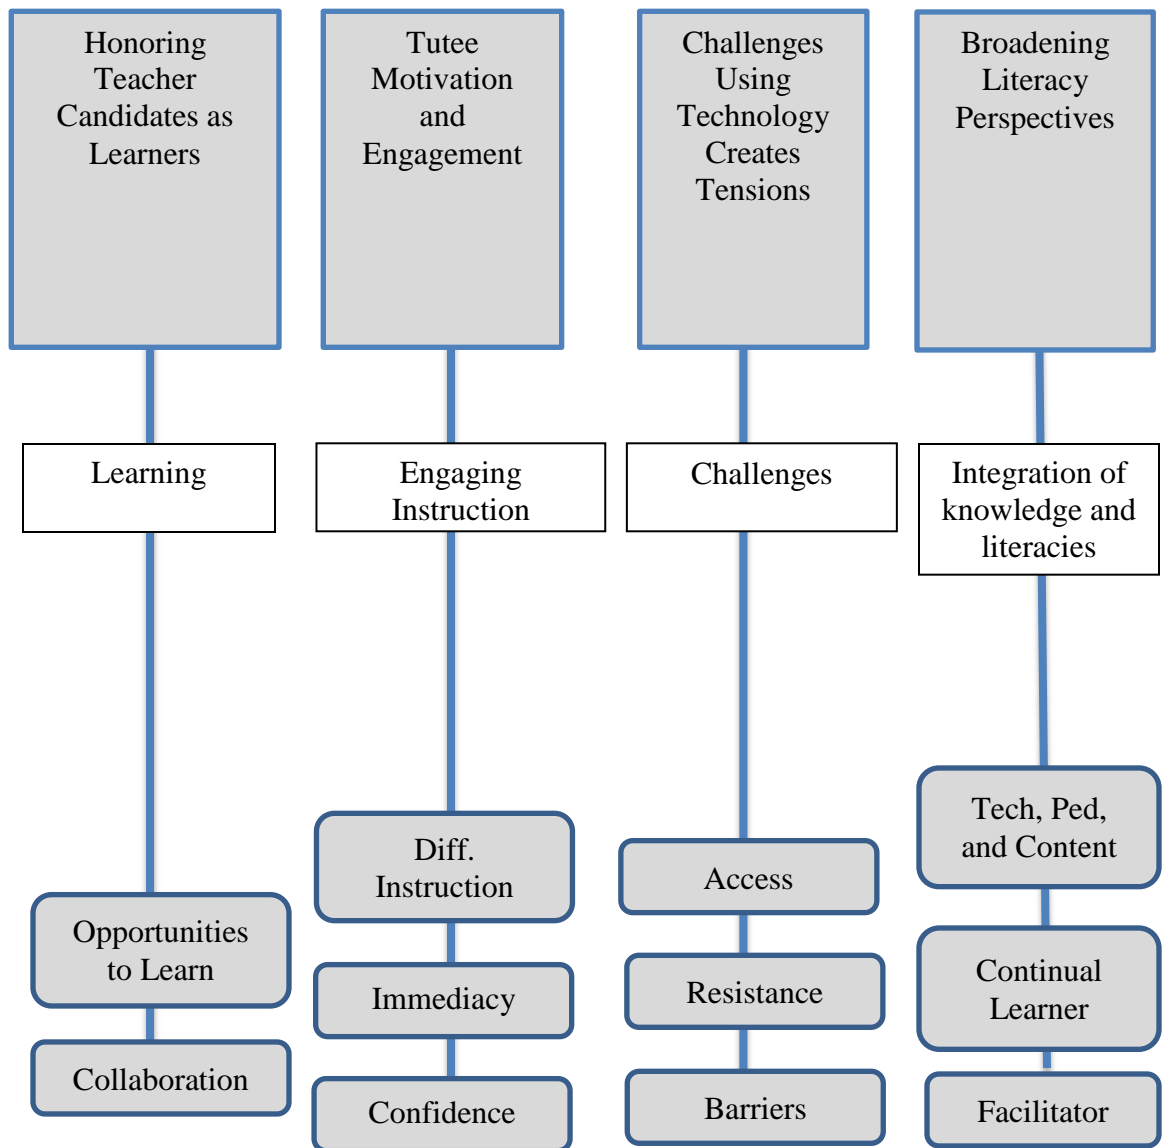 Honoring
Teacher
Candidates as
Learners
Tutee
Motivation
and
Engagement
Challenges
Using
Technology
Creates
Tensions
Broadening
Literacy
Perspectives
Learning
Engaging
Instruction
Challenges
Integration of
knowledge and
literacies
Opportunities
to Learn
Collaboration
Diff.
Instruction
Immediacy
Confidence
Access
Resistance
Barriers
Tech, Ped,
and Content
Continual
Learner
Facilitator